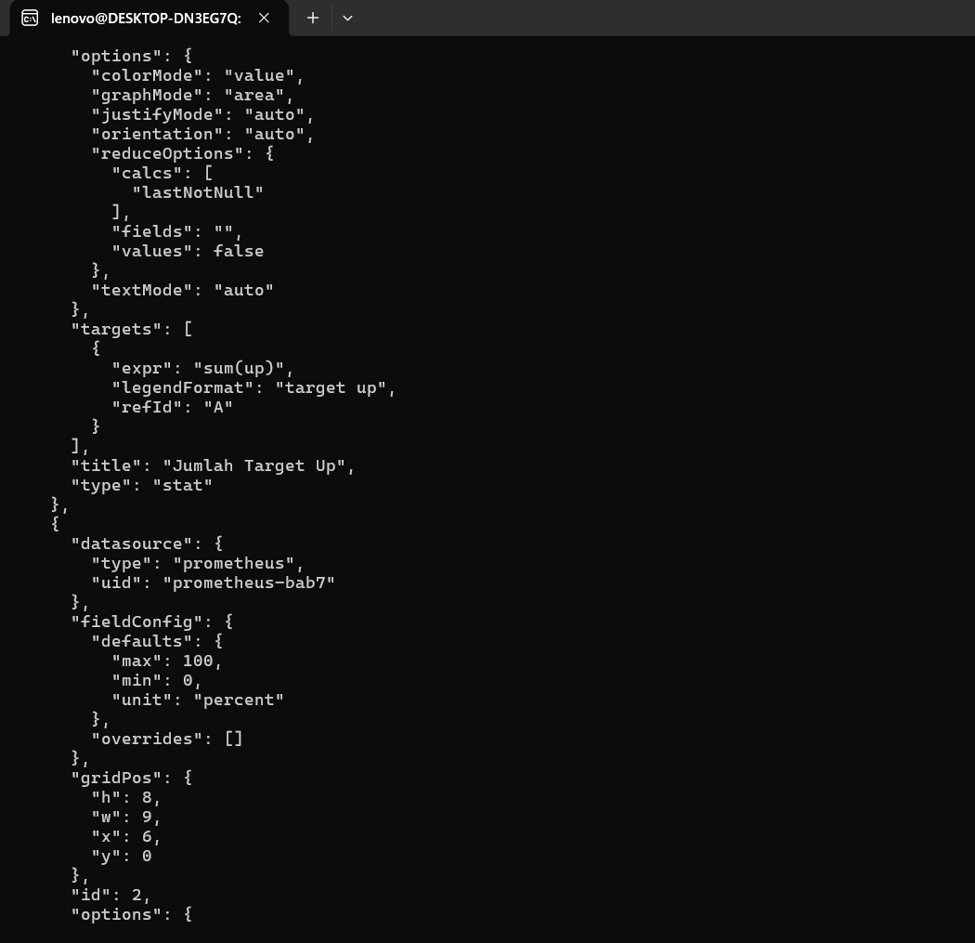 lenovo@DESKTOP-DN3EG7Q:
    "options": {
      "colorMode": "value",
      "graphMode": "area",
      "justifyMode": "auto",
      "orientation": "auto",
      "reduceOptions": {
        "calcs": [
          "lastNotNull"
        ],
        "fields": "",
        "values": false
      },
      "textMode": "auto"
    },
    "targets": [
      {
        "expr": "sum(up)",
        "legendFormat": "target up",
        "refId": "A"
      }
    ],
    "title": "Jumlah Target Up",
    "type": "stat"
  },
  {
    "datasource": {
      "type": "prometheus",
      "uid": "prometheus-bab7"
    },
    "fieldConfig": {
      "defaults": {
        "max": 100,
        "min": 0,
        "unit": "percent"
      },
      "overrides": []
    },
    "gridPos": {
      "h": 8,
      "w": 9,
      "x": 6,
      "y": 0
    },
    "id": 2,
    "options": {